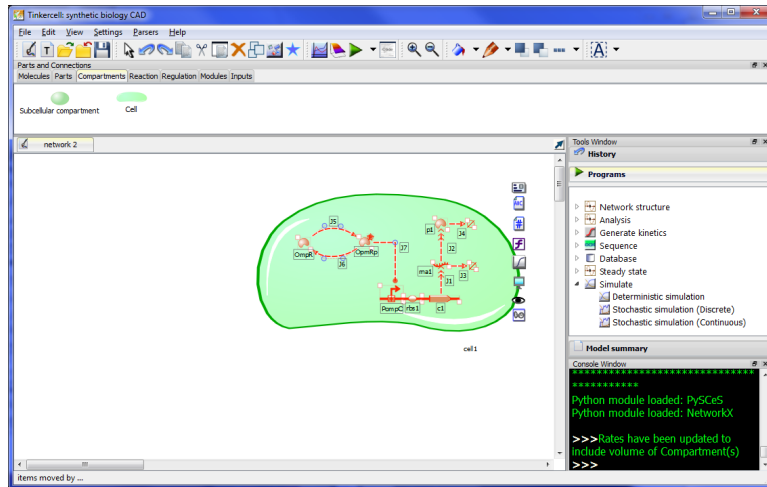 Tinkercell: synthetic biology CAD
File Edit View Settings Parsers Help
Parts and Connections
Molecules Parts Compartments Reaction Regulation Modules Inputs
Subcellular compartment Cell
network 2
Tools Window
History
Programs
Network structure
Analysis
Generate kinetics
Sequence
Database
Steady state
Simulate
Deterministic simulation
Stochastic simulation (Discrete)
Stochastic simulation (Continuous)
Model summary
Console Window
******************************
***********
Python module loaded: PySCeS
Python module loaded: NetworkX
>>>Rates have been updated to
include volume of Compartment(s)
>>>
J5
OmpR
OpmRp
J6
J7
p1
J4
J2
ma1
J3
J1
PompC rbs1 c1
cell1
items moved by ...